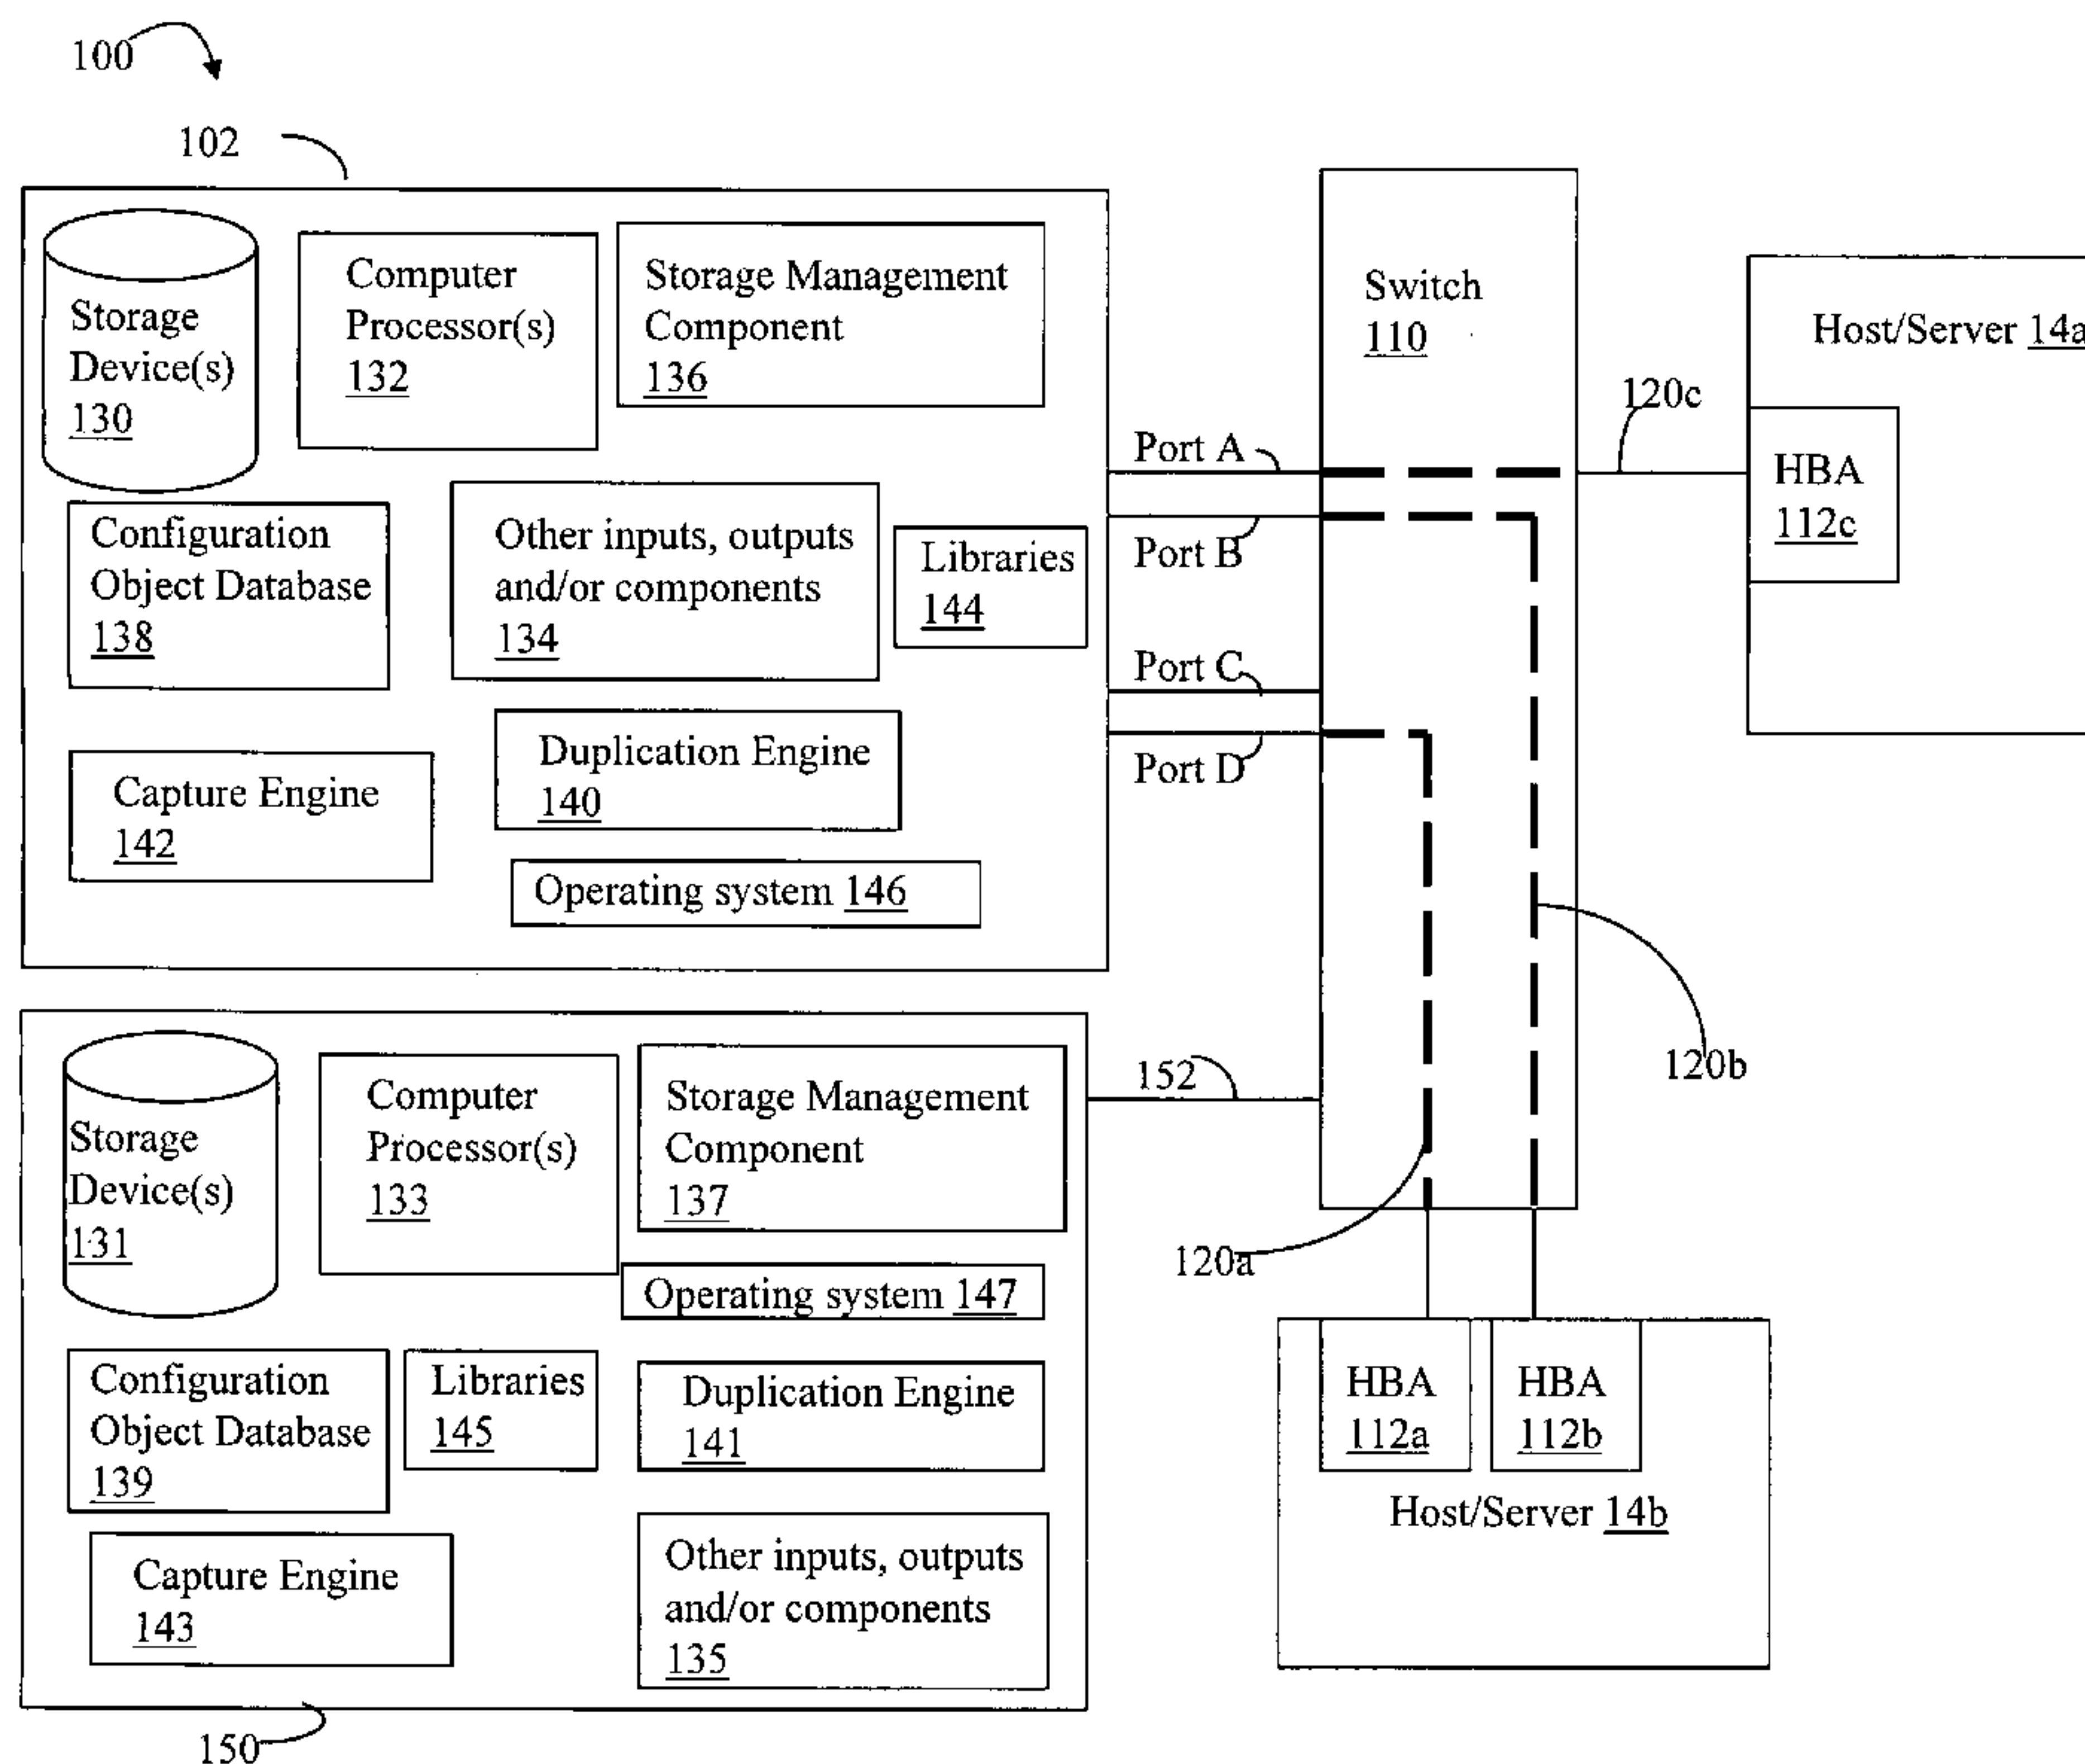 100
102
Storage
Device(s)
130
Computer
Processor(s)
132
Storage Management
Component
136
Configuration
Object Database
138
Other inputs, outputs
and/or components
134
Libraries
144
Capture Engine
142
Duplication Engine
140
Operating system 146
Port A
Port B
Port C
Port D
Switch
110
120c
Host/Server 14a
HBA
112c
120b
152
120a
Storage
Device(s)
131
Computer
Processor(s)
133
Storage Management
Component
137
Operating system 147
Configuration
Object Database
139
Libraries
145
Duplication Engine
141
Capture Engine
143
Other inputs, outputs
and/or components
135
150
HBA
112a
HBA
112b
Host/Server 14b